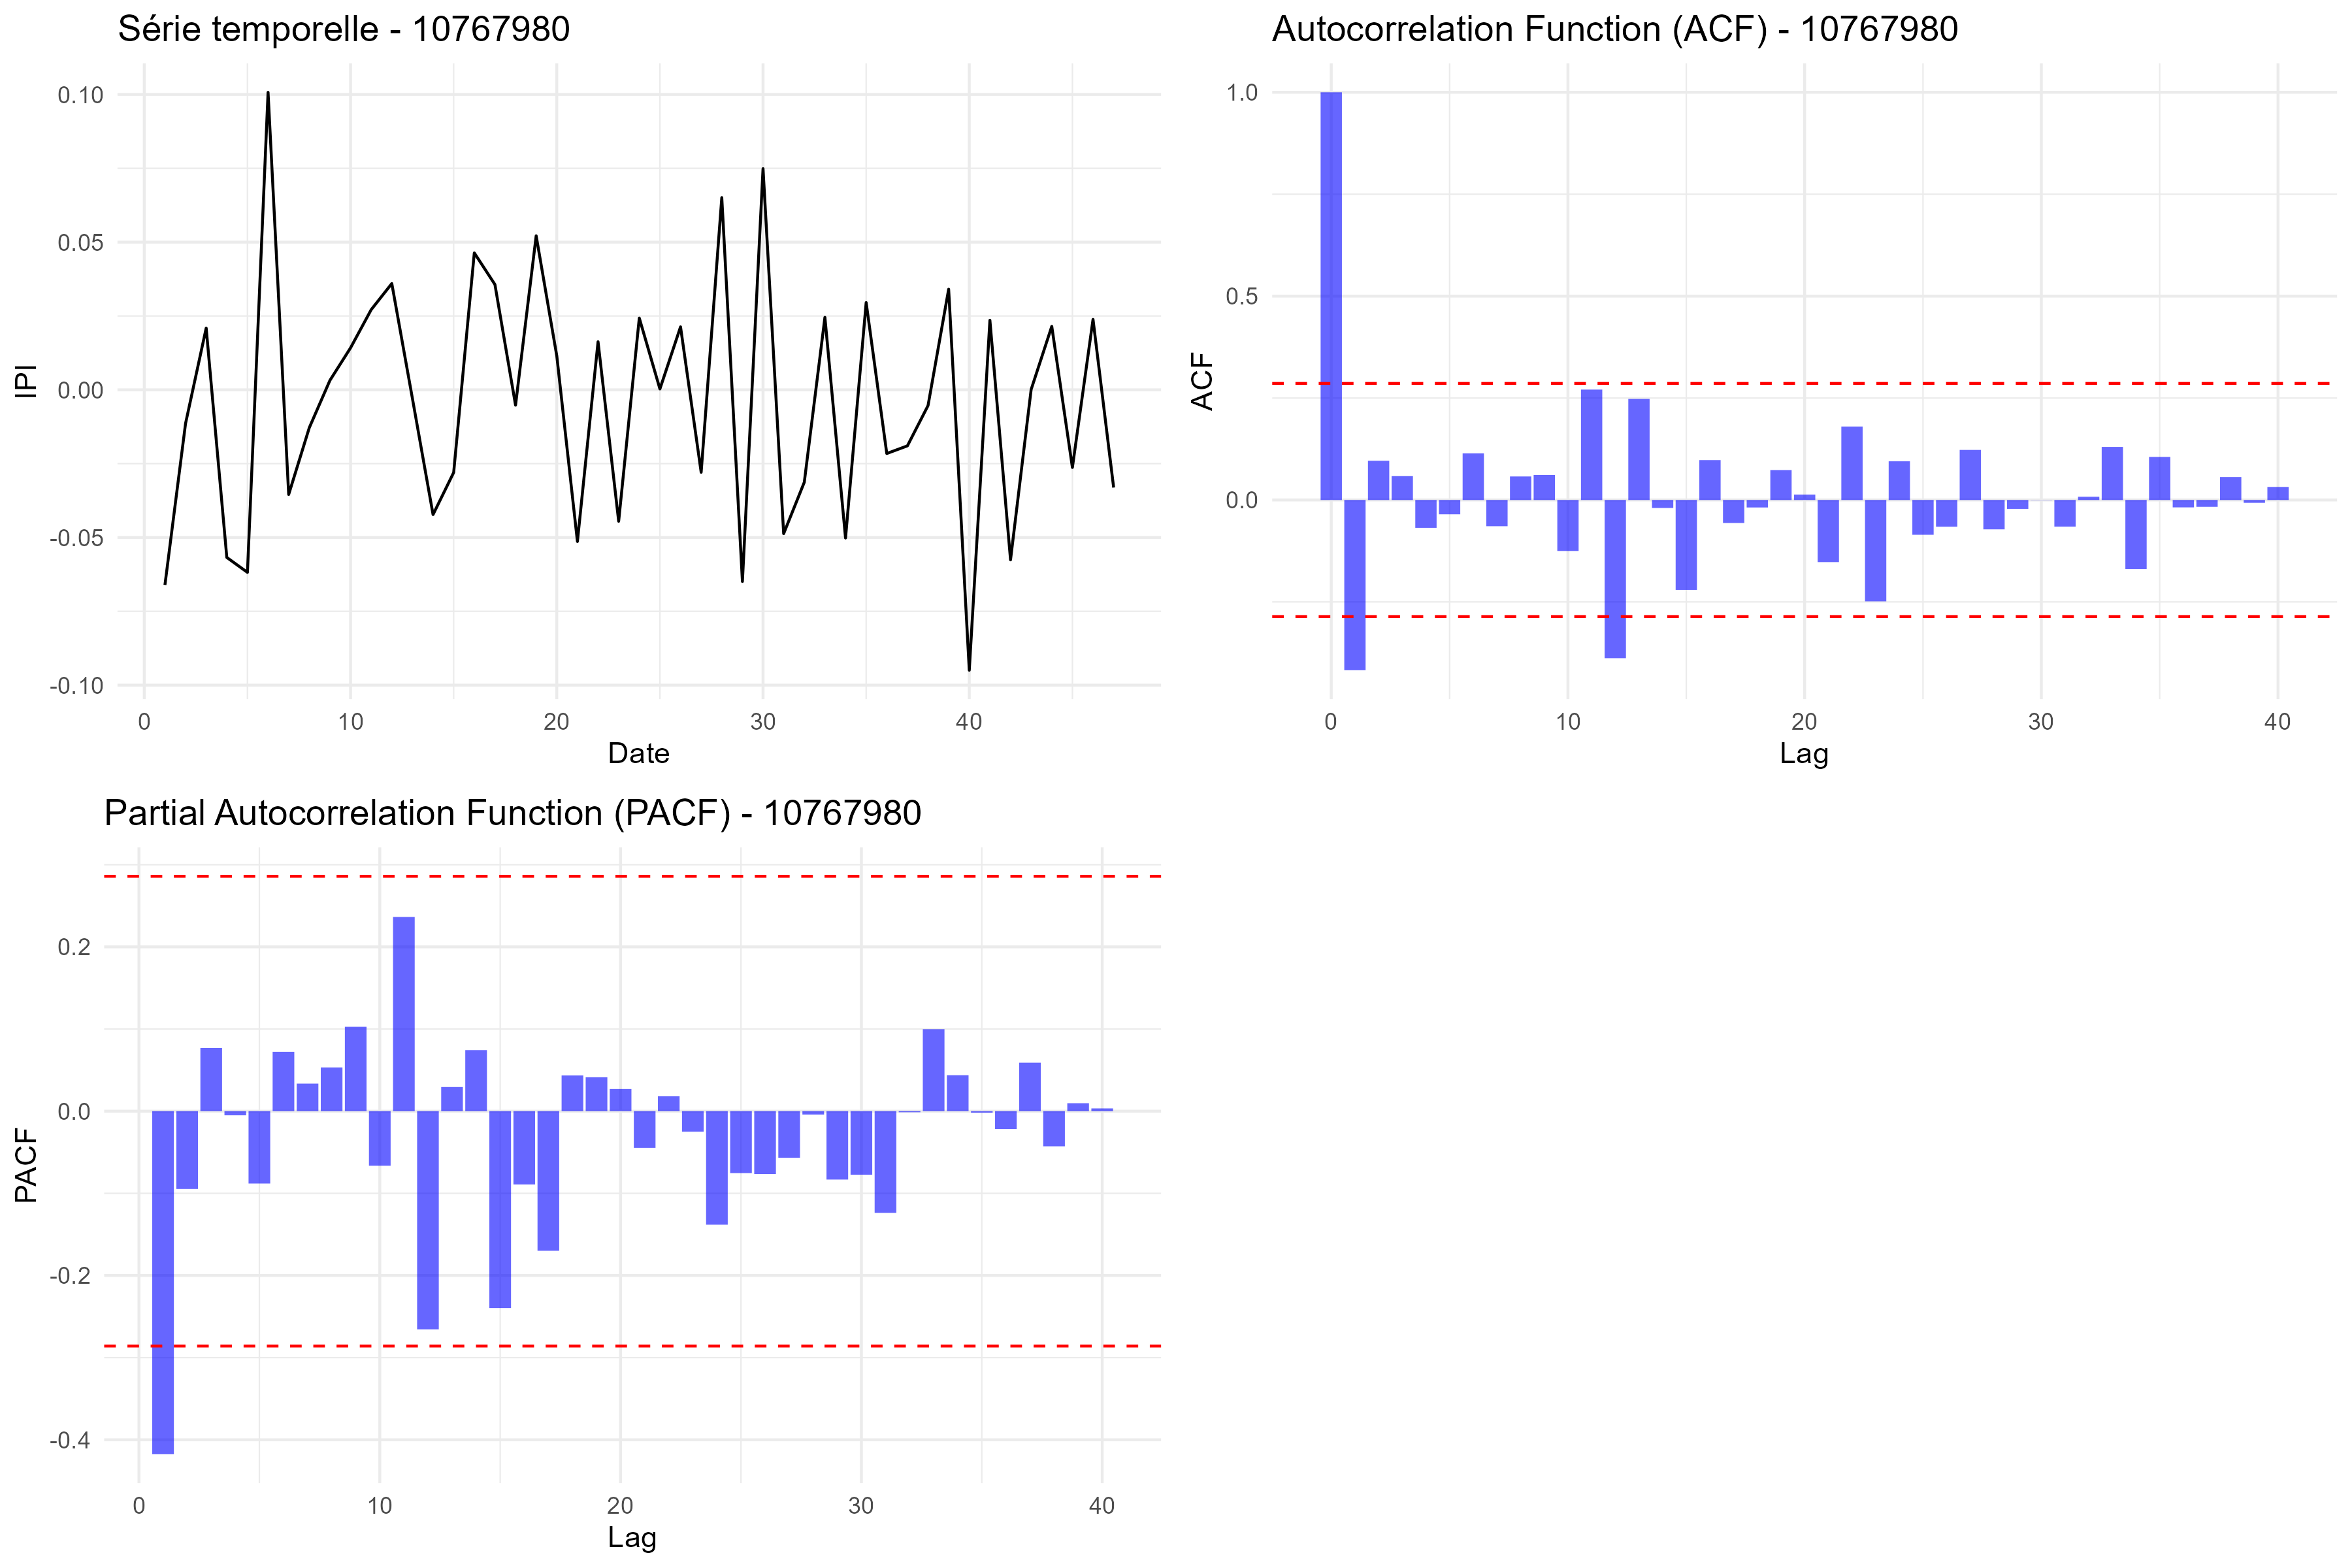 Série temporelle - 10767980
0.10
0.05
0.00
-0.05
-0.10
IPI
0 10 20 30 40
Date
Autocorrelation Function (ACF) - 10767980
1.0
0.5
0.0
ACF
0 10 20 30 40
Lag
Partial Autocorrelation Function (PACF) - 10767980
0.2
0.0
-0.2
-0.4
PACF
0 10 20 30 40
Lag